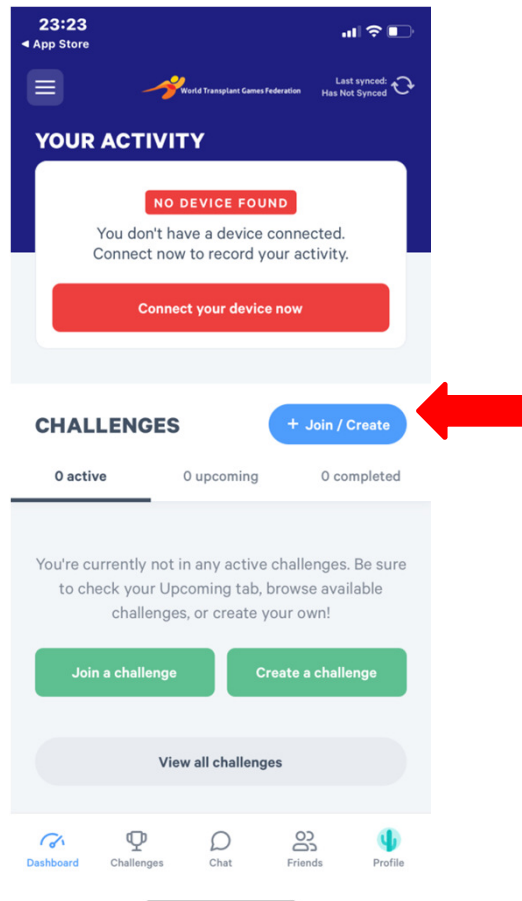 23:23
◀ App Store
World Transplant Games Federation
Last synced:
Has Not Synced
YOUR ACTIVITY
NO DEVICE FOUND
You don't have a device connected.
Connect now to record your activity.
Connect your device now
CHALLENGES
+ Join / Create
0 active
0 upcoming
0 completed
You're currently not in any active challenges. Be sure
to check your Upcoming tab, browse available
challenges, or create your own!
Join a challenge
Create a challenge
View all challenges
Dashboard
Challenges
Chat
Friends
Profile